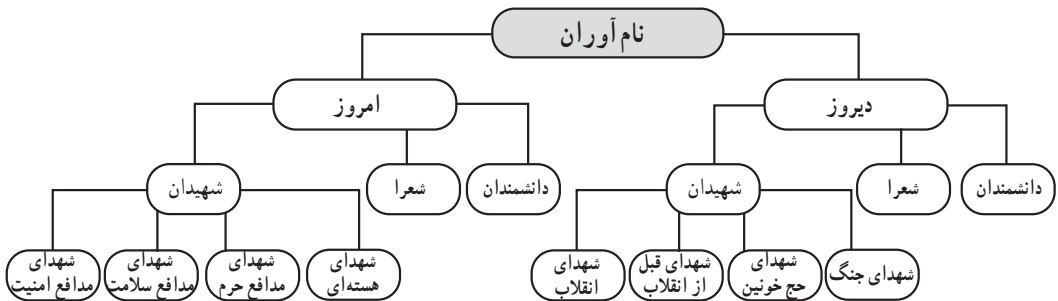 نام‌آوران
دیروز
امروز
دانشمندان
شعرا
شهیدان
دانشمندان
شعرا
شهیدان
شهدای جنگ
شهدای
حج خونین
شهدای قبل
از انقلاب
شهدای
انقلاب
شهدای
هسته‌ای
شهدای
مدافع حرم
شهدای
مدافع سلامت
شهدای
مدافع امنیت